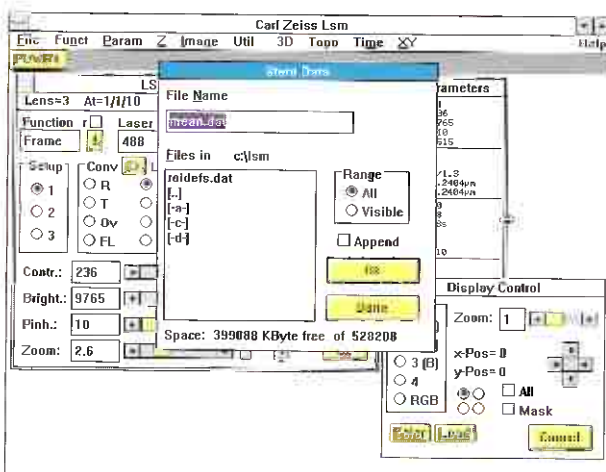 Carl Zeiss Lsm
File Funct Param Z Image Util 3D Topo Time XY Help
LS
Lens=3 At=1/1/10
Function r Laser
Frame 488
Setup
1
2
3
Conv
R
T
Ov
FL
Contr.: 236
Bright.: 9765
Pinh.: 10
Zoom: 2.6
File Name
mean.dat
Files in c:\lsm
roidefs.dat
[..]
[-a-]
[-c-]
[-d-]
Range
All
Visible
Append
Done
Space: 399088 KByte free of 528208
rameters
Display Control
Zoom: 1
3 (B)
4
RGB
x-Pos= 0
y-Pos= 0
All
Mask
Cancel